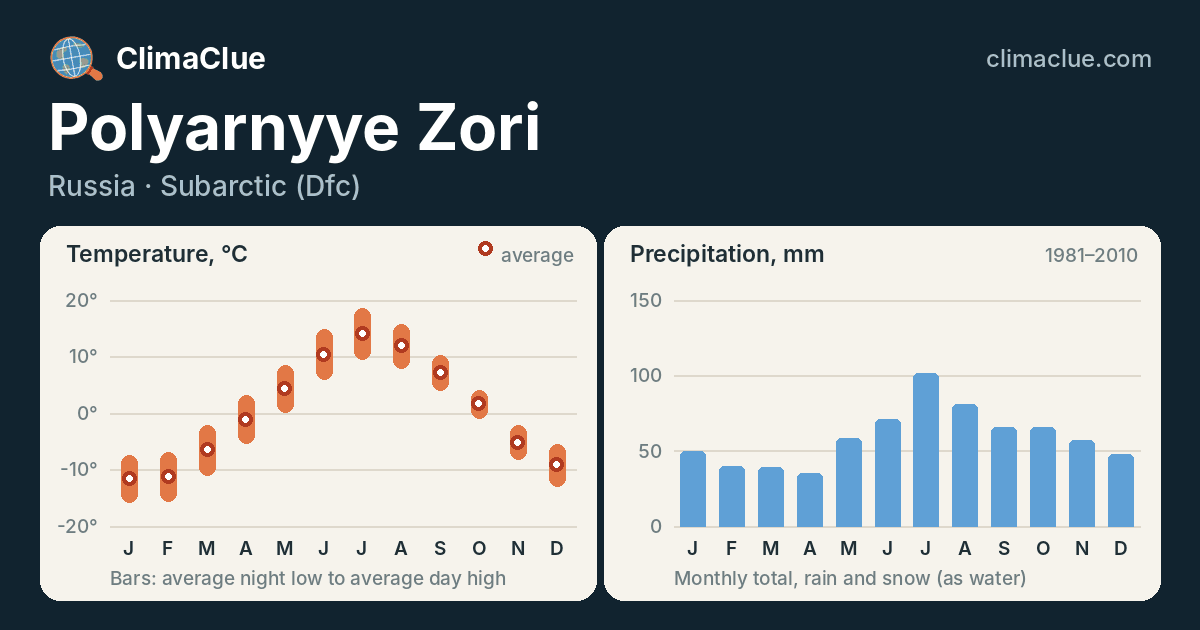 ClimaClue
climaclue.com
Polyarnyye Zori
Russia · Subarctic (Dfc)
Temperature, °C
average
20°
10°
0°
-10°
-20°
J F M A M J J A S O N D
Bars: average night low to average day high
Precipitation, mm
1981–2010
150
100
50
0
J F M A M J J A S O N D
Monthly total, rain and snow (as water)